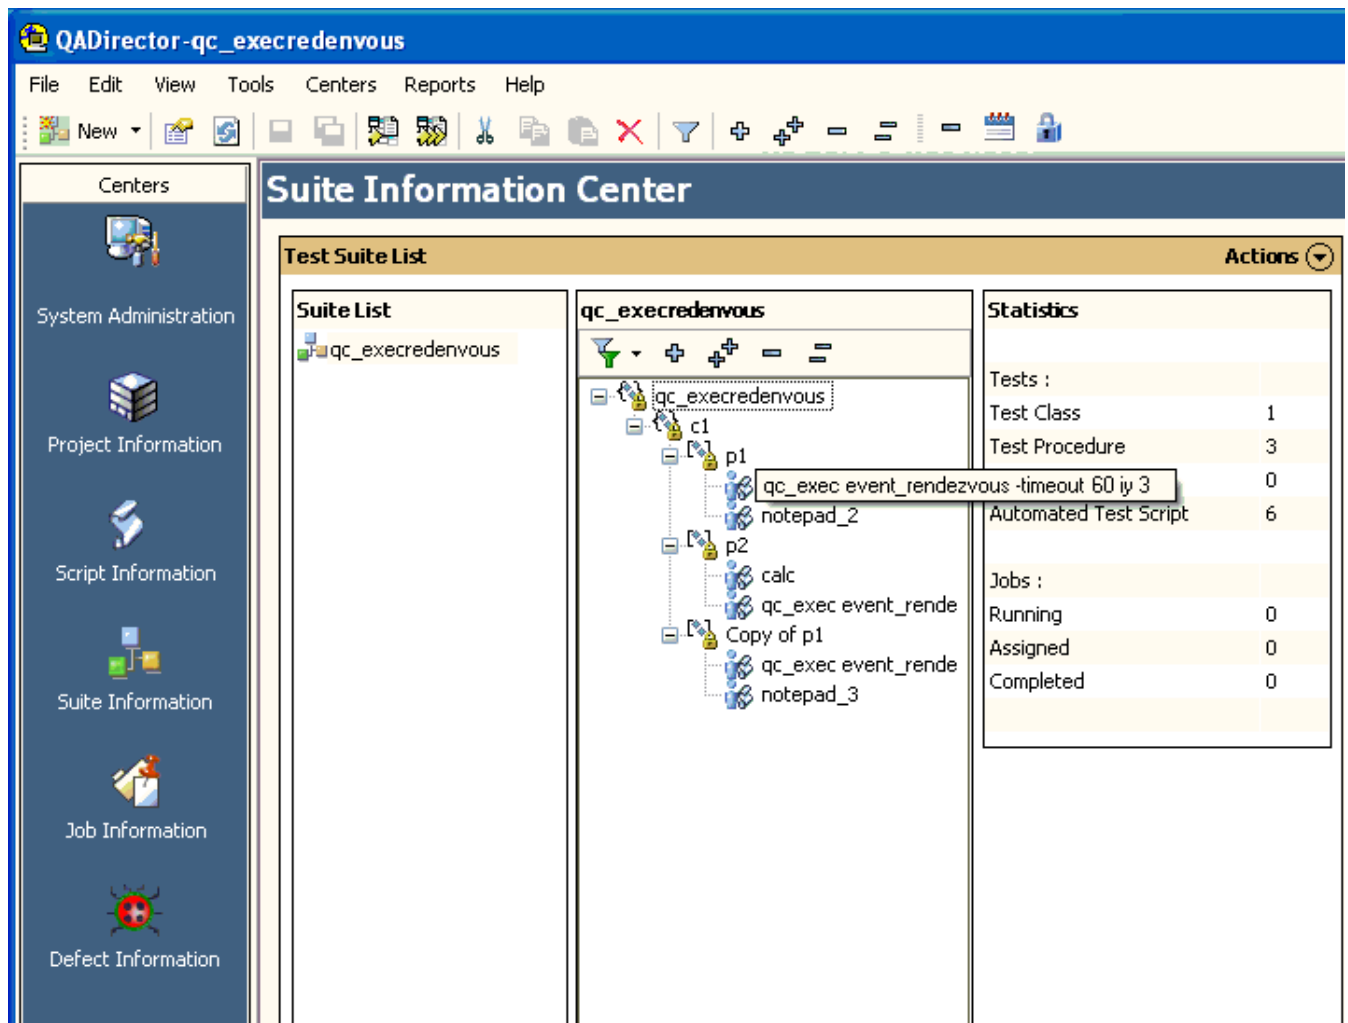 QADirector-qc_execredenvous
File Edit View Tools Centers Reports Help
New
Centers
System Administration
Project Information
Script Information
Suite Information
Job Information
Defect Information
Suite Information Center
Test Suite List
Actions
Suite List
qc_execredenvous
qc_execredenvous
qc_execredenvous
c1
p1
qc_exec event_rendezvous -timeout 60 iy 3
notepad_2
p2
calc
qc_exec event_rende
Copy of p1
qc_exec event_rende
notepad_3
Statistics
Tests :
Test Class 1
Test Procedure 3
0
Automated Test Script 6
Jobs :
Running 0
Assigned 0
Completed 0